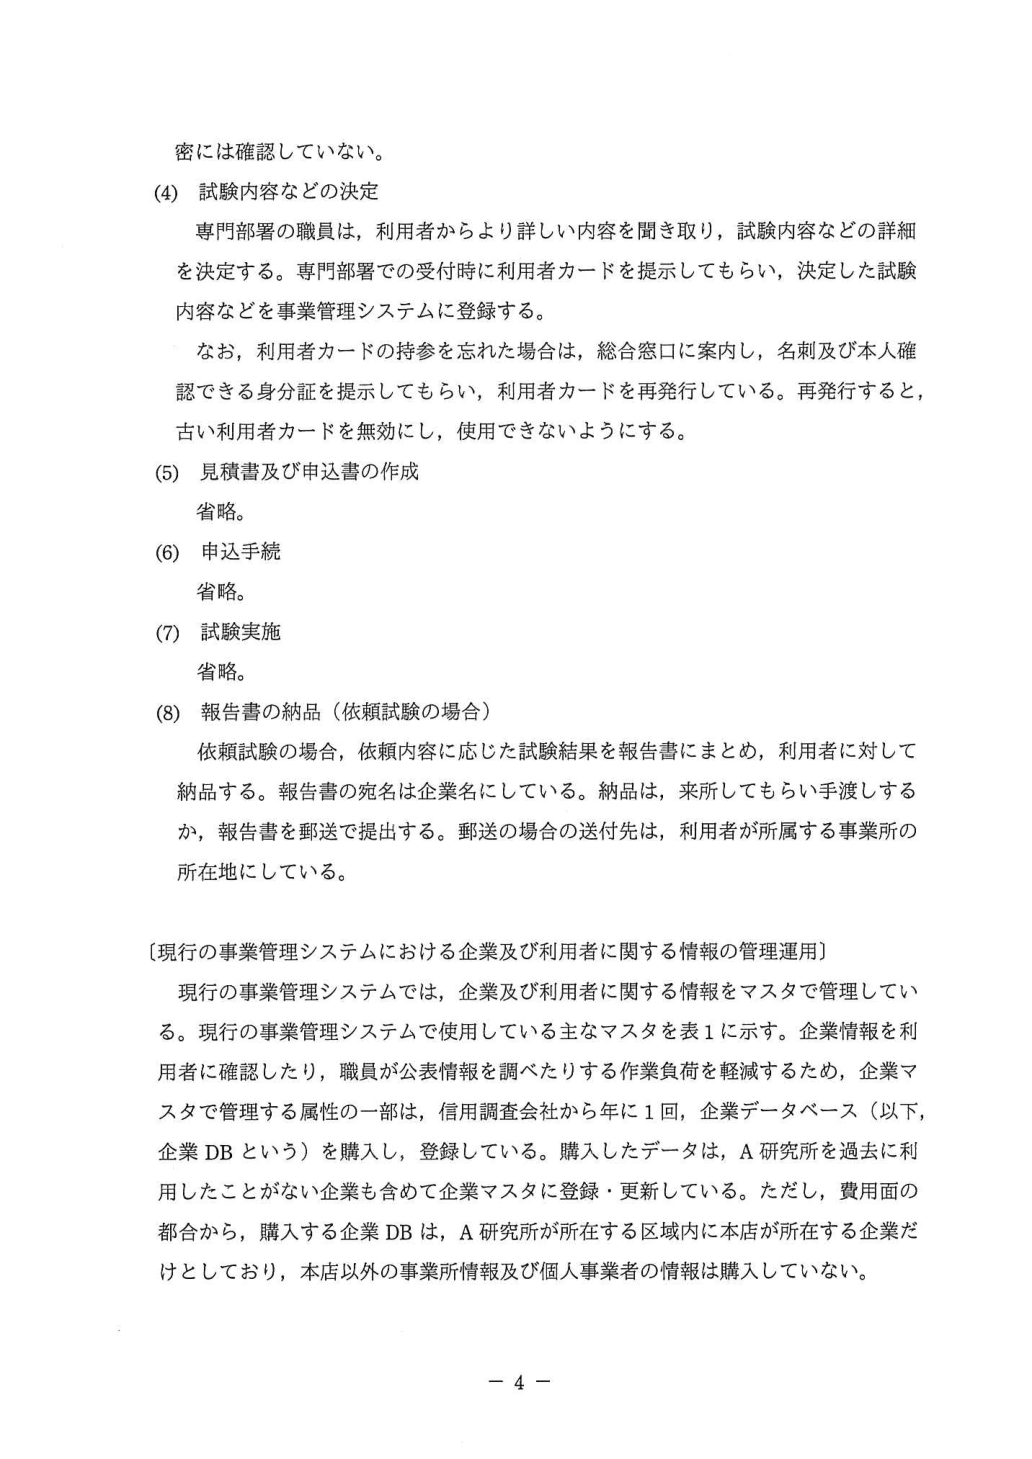 密には確認していない。
(4) 試験内容などの決定
専門部署の職員は，利用者からより詳しい内容を聞き取り，試験内容などの詳細
を決定する。専門部署での受付時に利用者カードを提示してもらい，決定した試験
内容などを事業管理システムに登録する。
なお，利用者カードの持参を忘れた場合は，総合窓口に案内し，名刺及び本人確
認できる身分証を提示してもらい，利用者カードを再発行している。再発行すると，
古い利用者カードを無効にし，使用できないようにする。
(5) 見積書及び申込書の作成
省略。
(6) 申込手続
省略。
(7) 試験実施
省略。
(8) 報告書の納品（依頼試験の場合）
依頼試験の場合，依頼内容に応じた試験結果を報告書にまとめ，利用者に対して
納品する。報告書の宛名は企業名にしている。納品は，来所してもらい手渡しする
か，報告書を郵送で提出する。郵送の場合の送付先は，利用者が所属する事業所の
所在地にしている。
〔現行の事業管理システムにおける企業及び利用者に関する情報の管理運用〕
現行の事業管理システムでは，企業及び利用者に関する情報をマスタで管理してい
る。現行の事業管理システムで使用している主なマスタを表1に示す。企業情報を利
用者に確認したり，職員が公表情報を調べたりする作業負荷を軽減するため，企業マ
スタで管理する属性の一部は，信用調査会社から年に1回，企業データベース（以下，
企業 DB という）を購入し，登録している。購入したデータは，A 研究所を過去に利
用したことがない企業も含めて企業マスタに登録・更新している。ただし，費用面の
都合から，購入する企業 DB は，A 研究所が所在する区域内に本店が所在する企業だ
けとしており，本店以外の事業所情報及び個人事業者の情報は購入していない。
－ 4 －